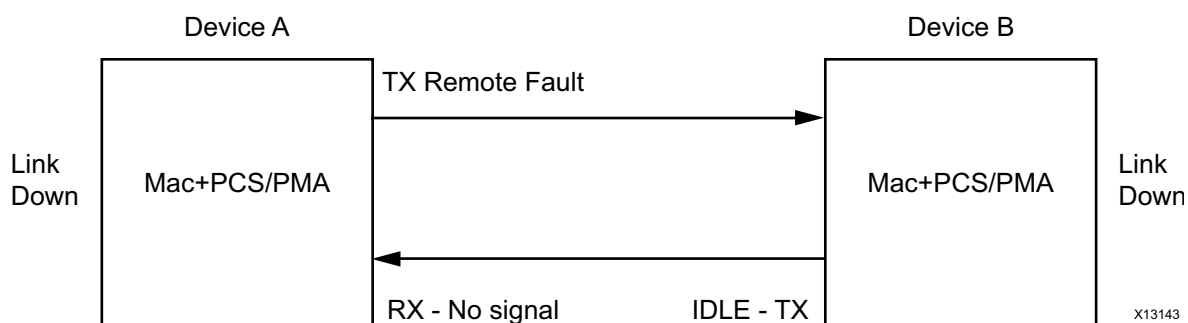 Device A
Device B
TX Remote Fault
Link
Down
Mac+PCS/PMA
Mac+PCS/PMA
Link
Down
RX - No signal
IDLE - TX
X13143